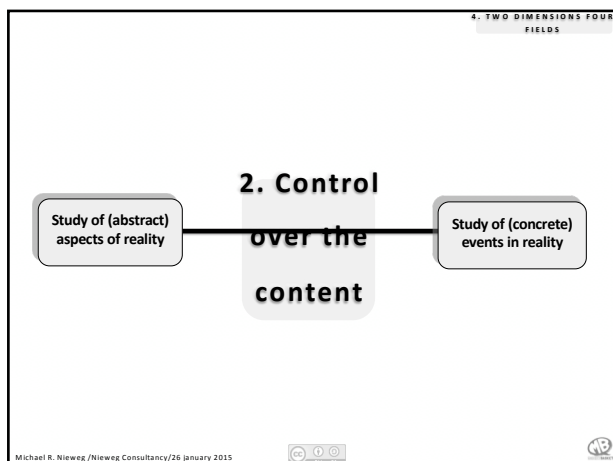 4. TWO DIMENSIONS FOUR
FIELDS
2. Control
over the
content
Study of (abstract)
aspects of reality
Study of (concrete)
events in reality
Michael R. Nieweg /Nieweg Consultancy/26 january 2015
cc